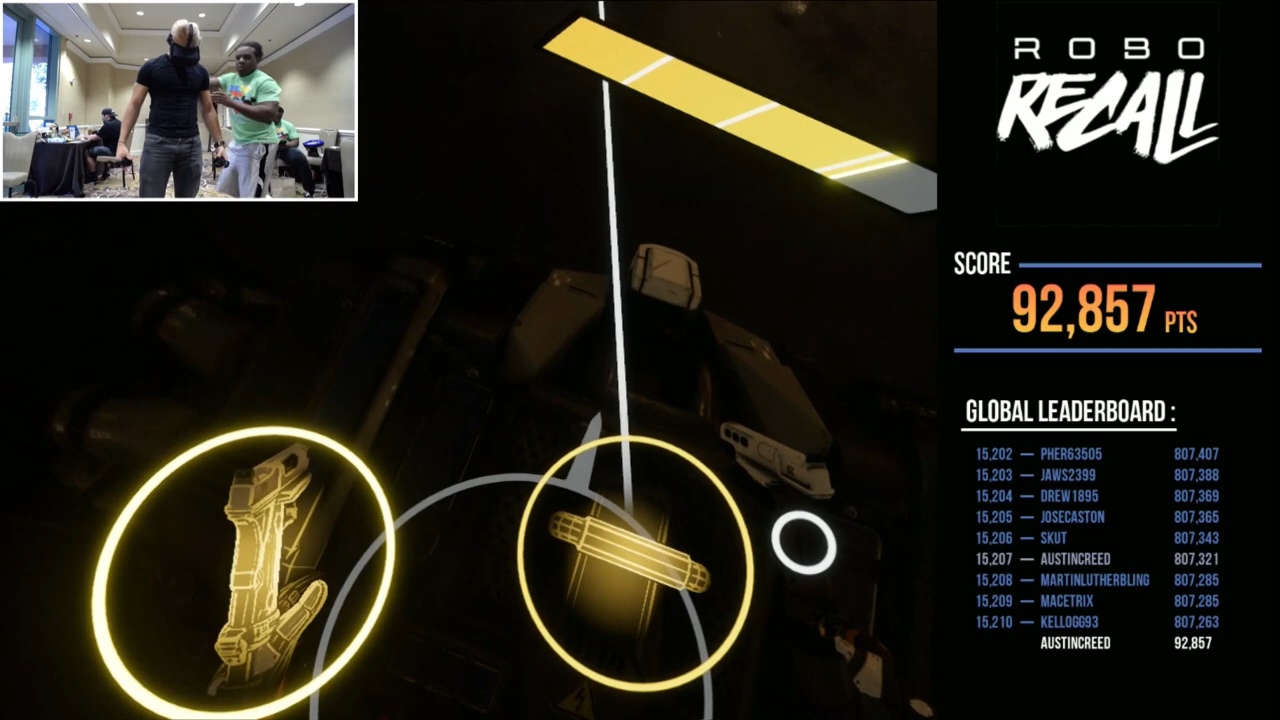 ROBO
RECALL
SCORE
92,857 PTS
GLOBAL LEADERBOARD :
15,202 — PHER63505 807,407
15,203 — JAWS2399 807,388
15,204 — DREW1895 807,369
15,205 — JOSECASTON 807,365
15,206 — SKUT 807,343
15,207 — AUSTINCREED 807,321
15,208 — MARTINLUTHERBLING 807,285
15,209 — MACETRIX 807,285
15,210 — KELLOGG93 807,263
AUSTINCREED 92,857